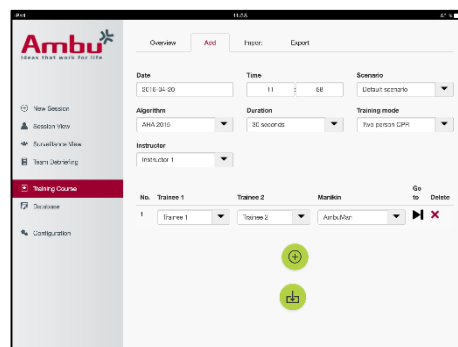 iPad 11:58 47 %
Ambu
Ideas that work for life
Overview Add Import Export
Date Time Scenario
2016-04-20 11 : 58 Default scenario
Algorithm Duration Training mode
AHA 2015 30 seconds Two person CPR
Instructor
Instructor 1
New Session
Session View
Surveillance View
Team Debriefing
Training Course
Database
Configuration
No. Trainee 1 Trainee 2 Manikin Go to Delete
1 Trainee 1 Trainee 2 AmbuMan